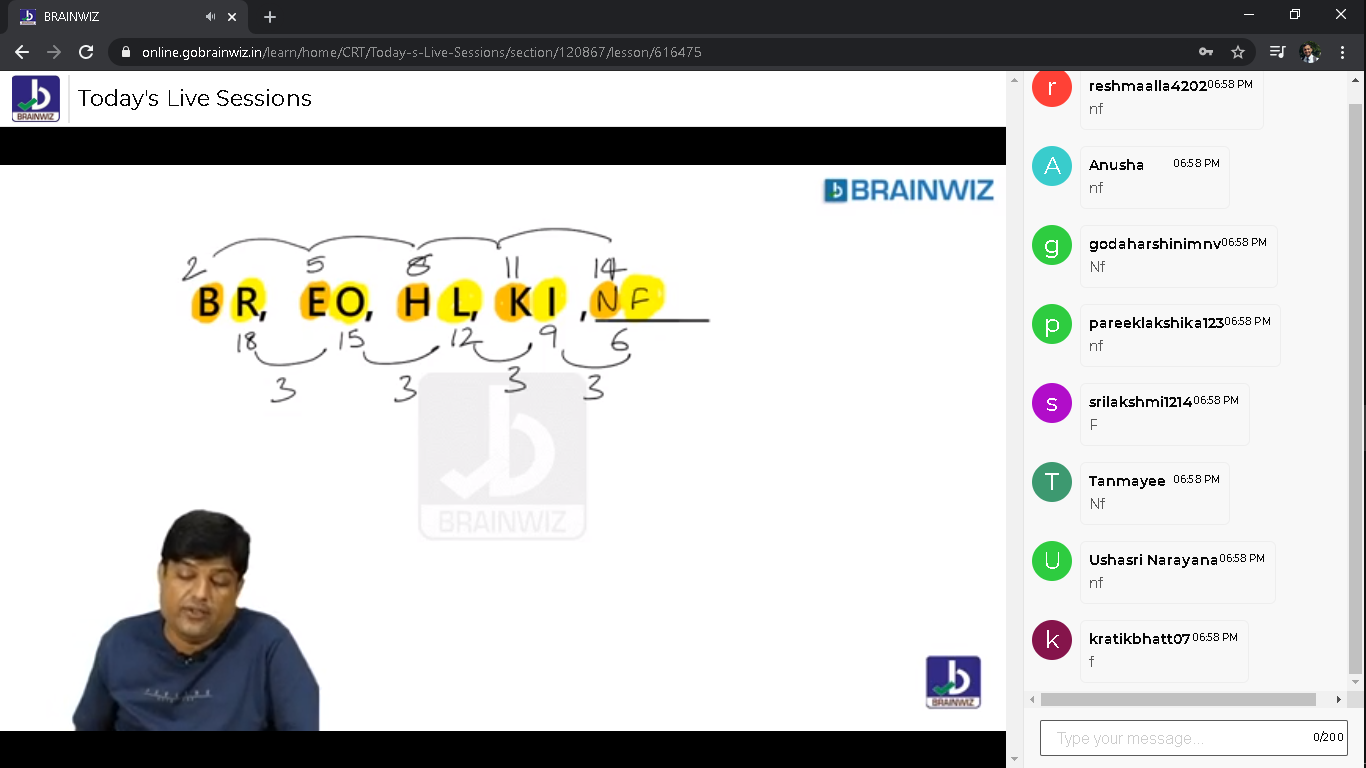 BRAINWIZ
online.gobrainwiz.in/learn/home/CRT/Today-s-Live-Sessions/section/120867/lesson/616475
BRAINWIZ
Today's Live Sessions
BRAINWIZ
2 5 8 11 14
BR, EO, HL, KI, NF
18 15 12 9 6
3 3 3 3
BRAINWIZ
BRAINWIZ
r
reshmaalla4202 06:58 PM
nf
A
Anusha 06:58 PM
nf
g
godaharshinimnv 06:58 PM
Nf
p
pareeklakshika123 06:58 PM
nf
s
srilakshmi1214 06:58 PM
F
T
Tanmayee 06:58 PM
Nf
U
Ushasri Narayana 06:58 PM
nf
k
kratikbhatt07 06:58 PM
f
Type your message... 0/200